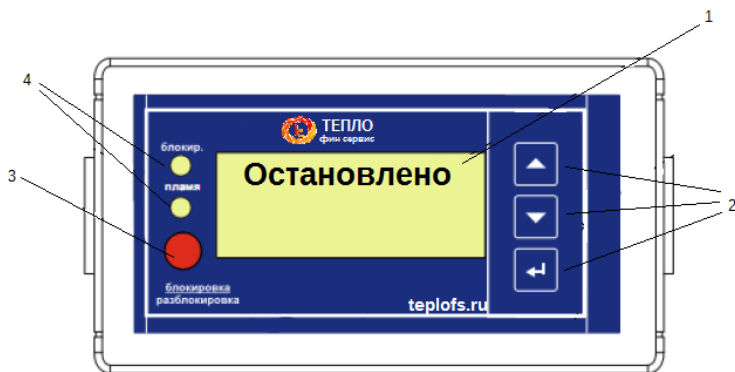 1
4
ТЕПЛО
фин сервис
блокир.
Остановлено
пламя
3
2
блокировка
разблокировка
teplofs.ru